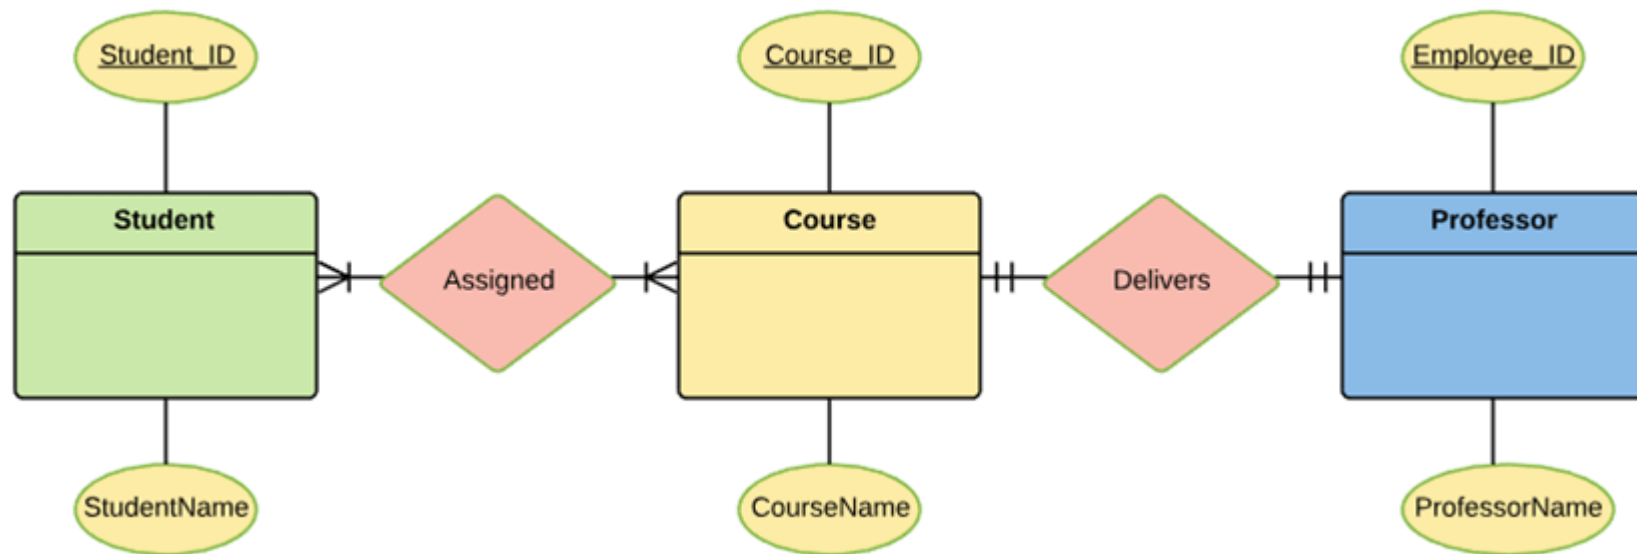 Student_ID
Course_ID
Employee_ID
Student
Course
Professor
Assigned
Delivers
StudentName
CourseName
ProfessorName